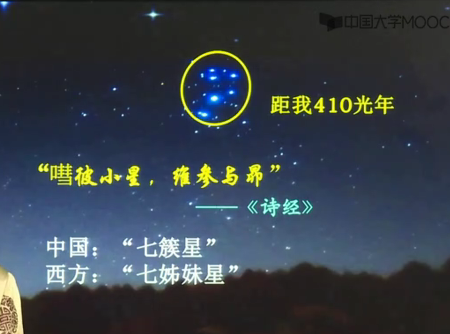 中国大学MOOC
距我410光年
“嘒彼小星，维参与昴”
——《诗经》
中国：“七簇星”
西方：“七姊妹星”